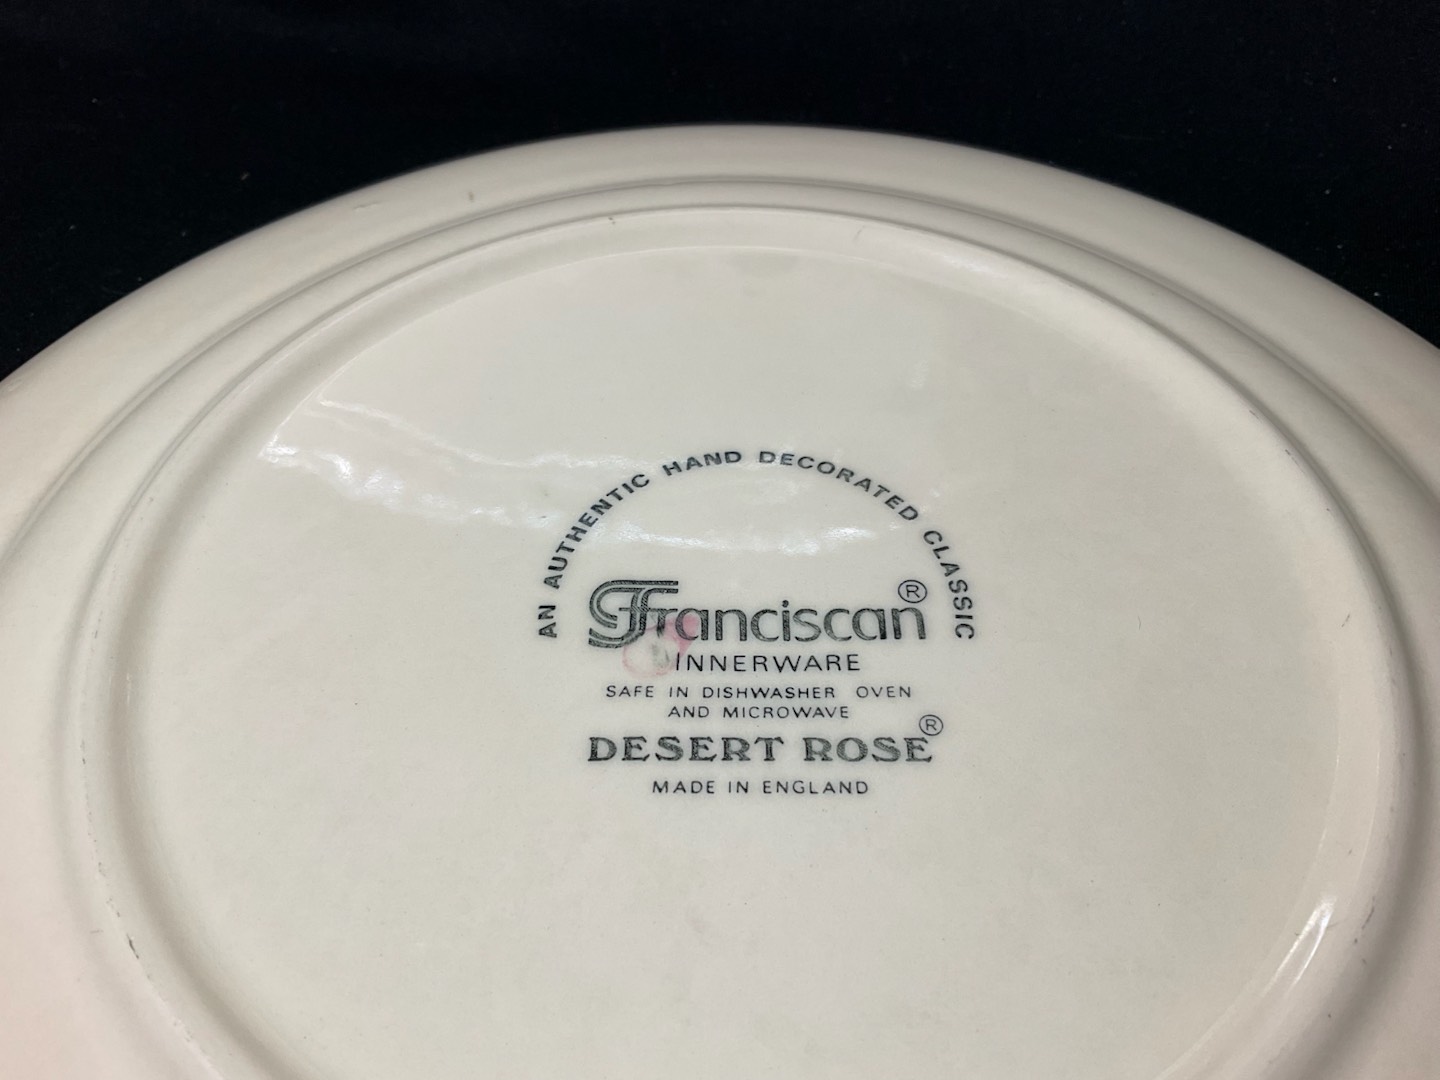 AN AUTHENTIC HAND DECORATED CLASSIC
Franciscan®
INNERWARE
SAFE IN DISHWASHER OVEN
AND MICROWAVE
DESERT ROSE®
MADE IN ENGLAND